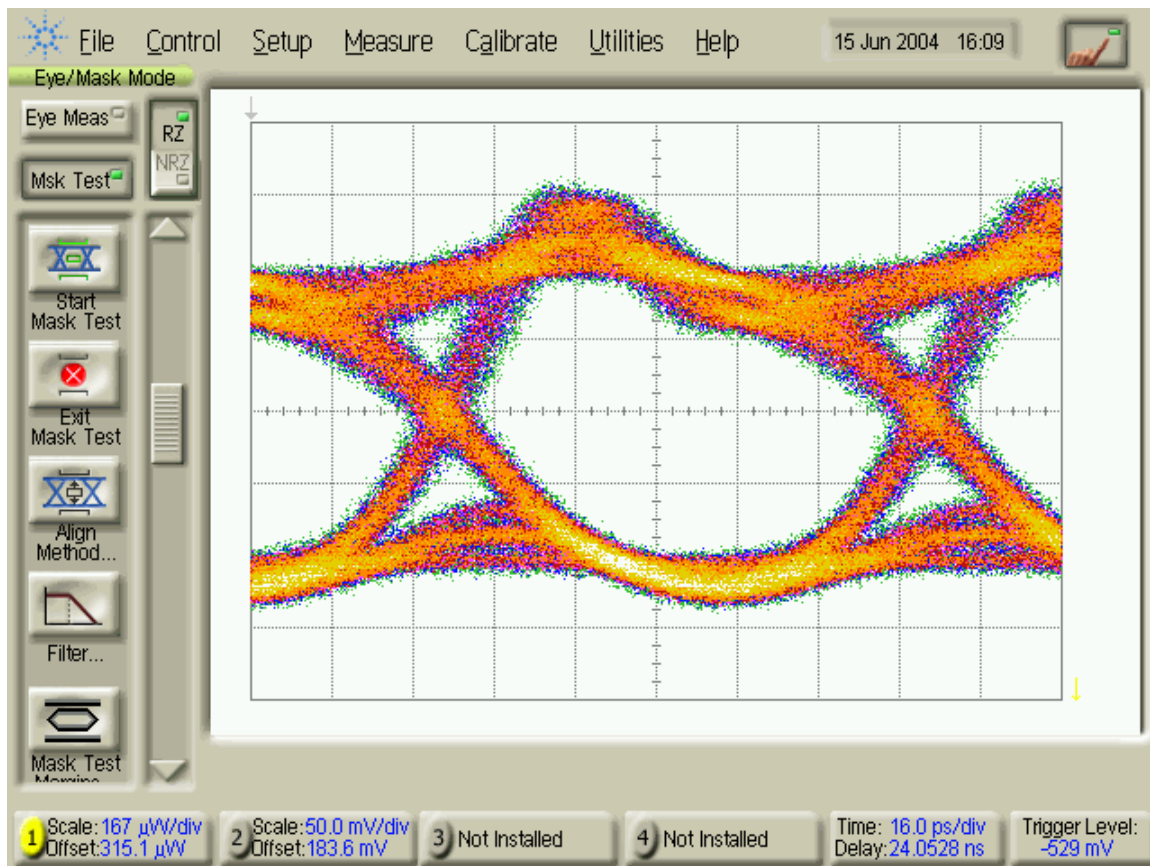 File Control Setup Measure Calibrate Utilities Help 15 Jun 2004 16:09
Eye/Mask Mode
Eye Meas
RZ
NRZ
Msk Test
Start
Mask Test
Exit
Mask Test
Align
Method...
Filter...
Mask Test
Margins...
1 Scale: 167 µW/div
Offset: 315.1 µW
2 Scale: 50.0 mV/div
Offset: 183.6 mV
3 Not Installed
4 Not Installed
Time: 16.0 ps/div
Delay: 24.0528 ns
Trigger Level:
-529 mV